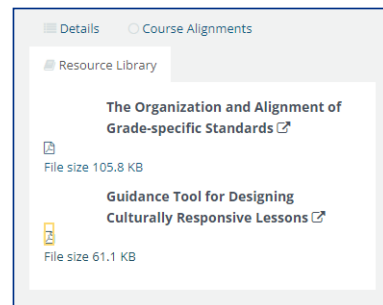 Details Course Alignments
Resource Library
The Organization and Alignment of
Grade-specific Standards
File size 105.8 KB
Guidance Tool for Designing
Culturally Responsive Lessons
File size 61.1 KB